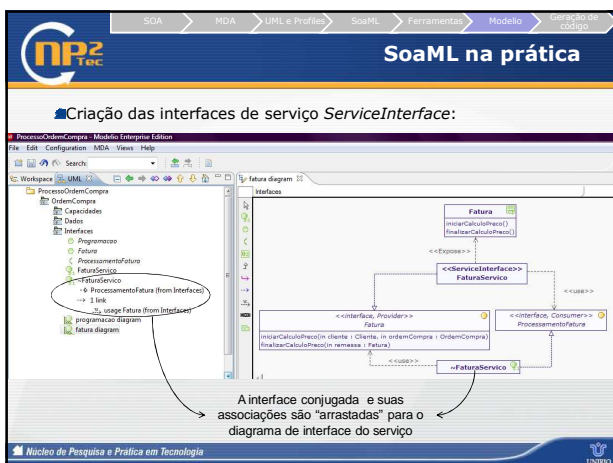 SOA
MDA
UML e Profiles
SoaML
Ferramentas
Modelio
Geração de código
NP2
Tec
SoaML na prática
Criação das interfaces de serviço ServiceInterface:
ProcessoOrdemCompra - Modelio Enterprise Edition
File Edit Configuration MDA Views Help
Search:
Workspace
UML
ProcessoOrdemCompra
OrdemCompra
Capacidades
Dados
Interfaces
Programacao
Fatura
ProcessamentoFatura
FaturaServico
~FaturaServico
ProcessamentoFatura (from Interfaces)
1 link
usage Fatura (from Interfaces)
programacao diagram
fatura diagram
fatura diagram
Interfaces
Fatura
iniciarCalculoPreco()
finalizarCalculoPreco()
<<Expose>>
<<ServiceInterface>>
FaturaServico
<<use>>
<<interface, Provider>>
Fatura
iniciarCalculoPreco(in cliente : Cliente, in ordemCompra : OrdemCompra)
finalizarCalculoPreco(in remessa : Fatura)
<<interface, Consumer>>
ProcessamentoFatura
<<use>>
~FaturaServico
A interface conjugada e suas
associações são “arrastadas” para o
diagrama de interface do serviço
Núcleo de Pesquisa e Prática em Tecnologia
UNIRIO